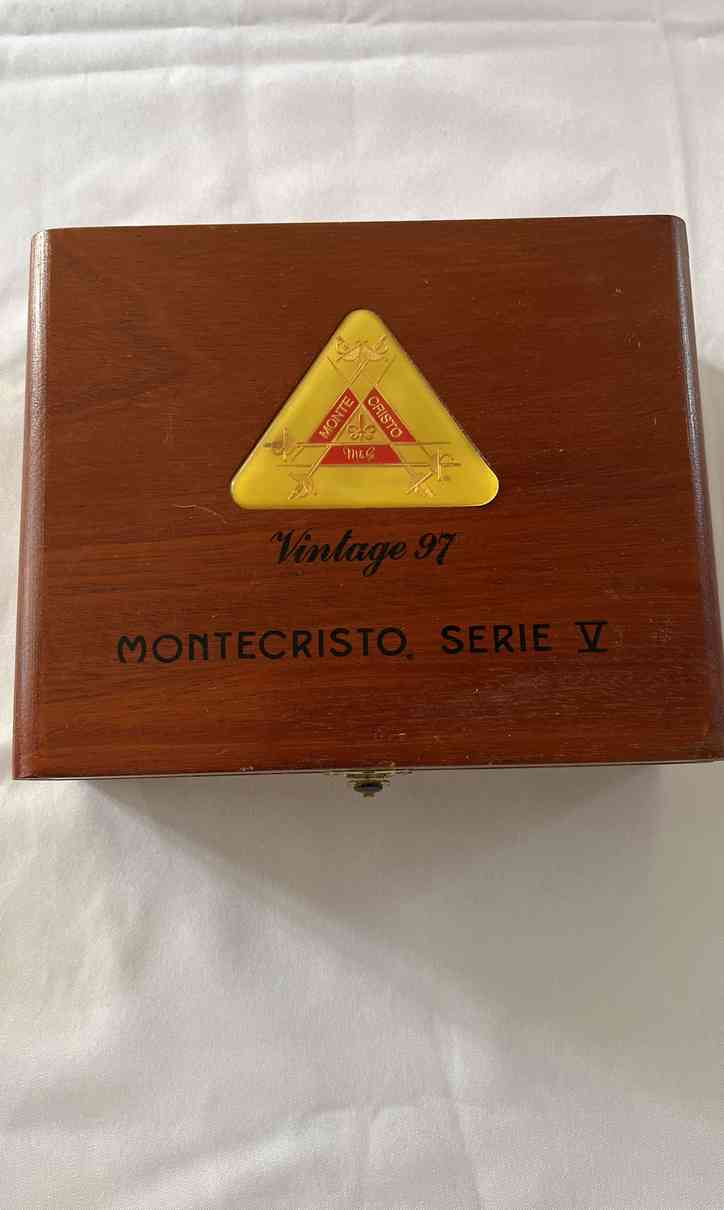 MONTE CRISTO
M&G
Vintage 97
MONTECRISTO® SERIE V